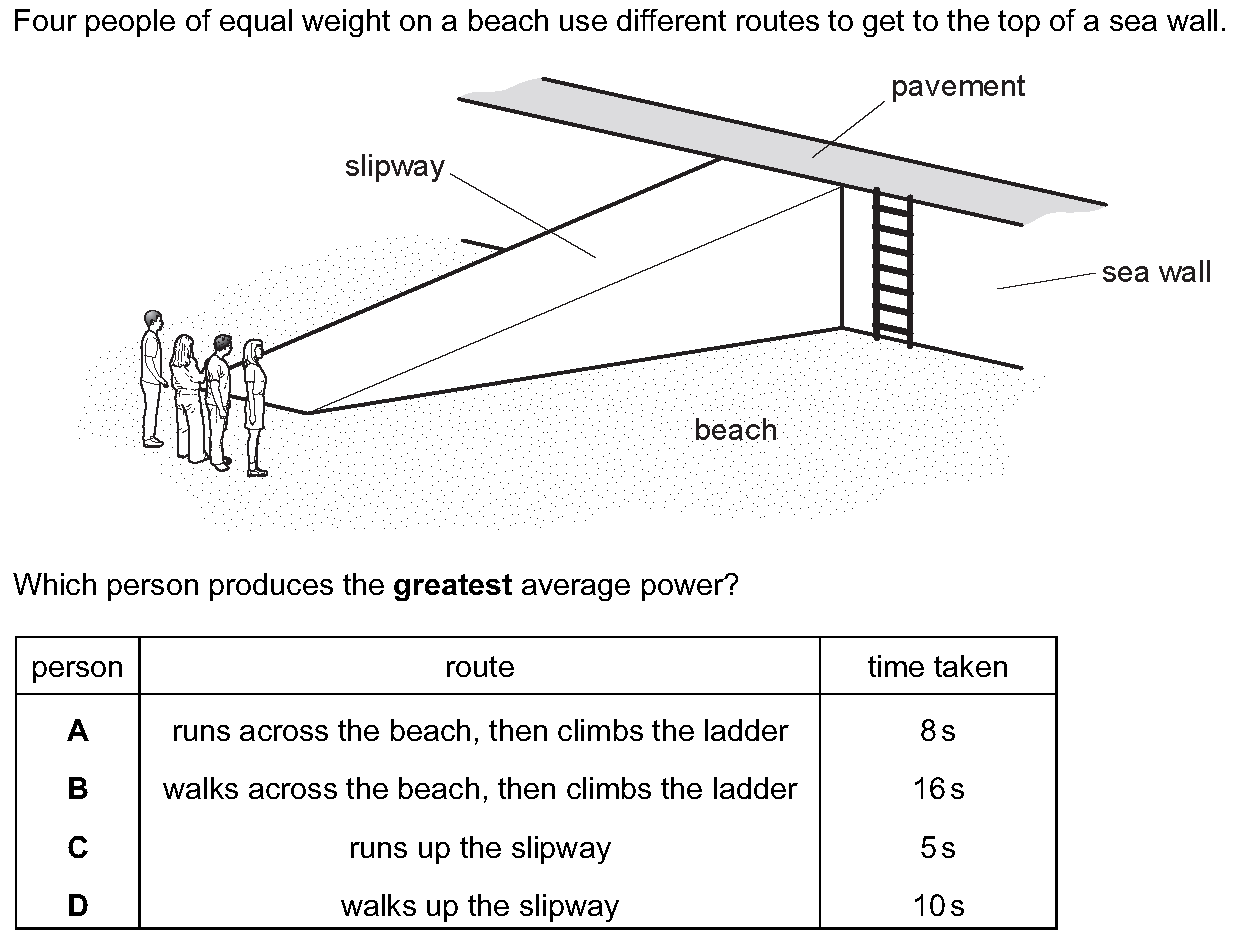 Four people of equal weight on a beach use different routes to get to the top of a sea wall.
pavement
slipway
sea wall
beach
Which person produces the greatest average power?
person route time taken
A runs across the beach, then climbs the ladder 8 s
B walks across the beach, then climbs the ladder 16 s
C runs up the slipway 5 s
D walks up the slipway 10 s